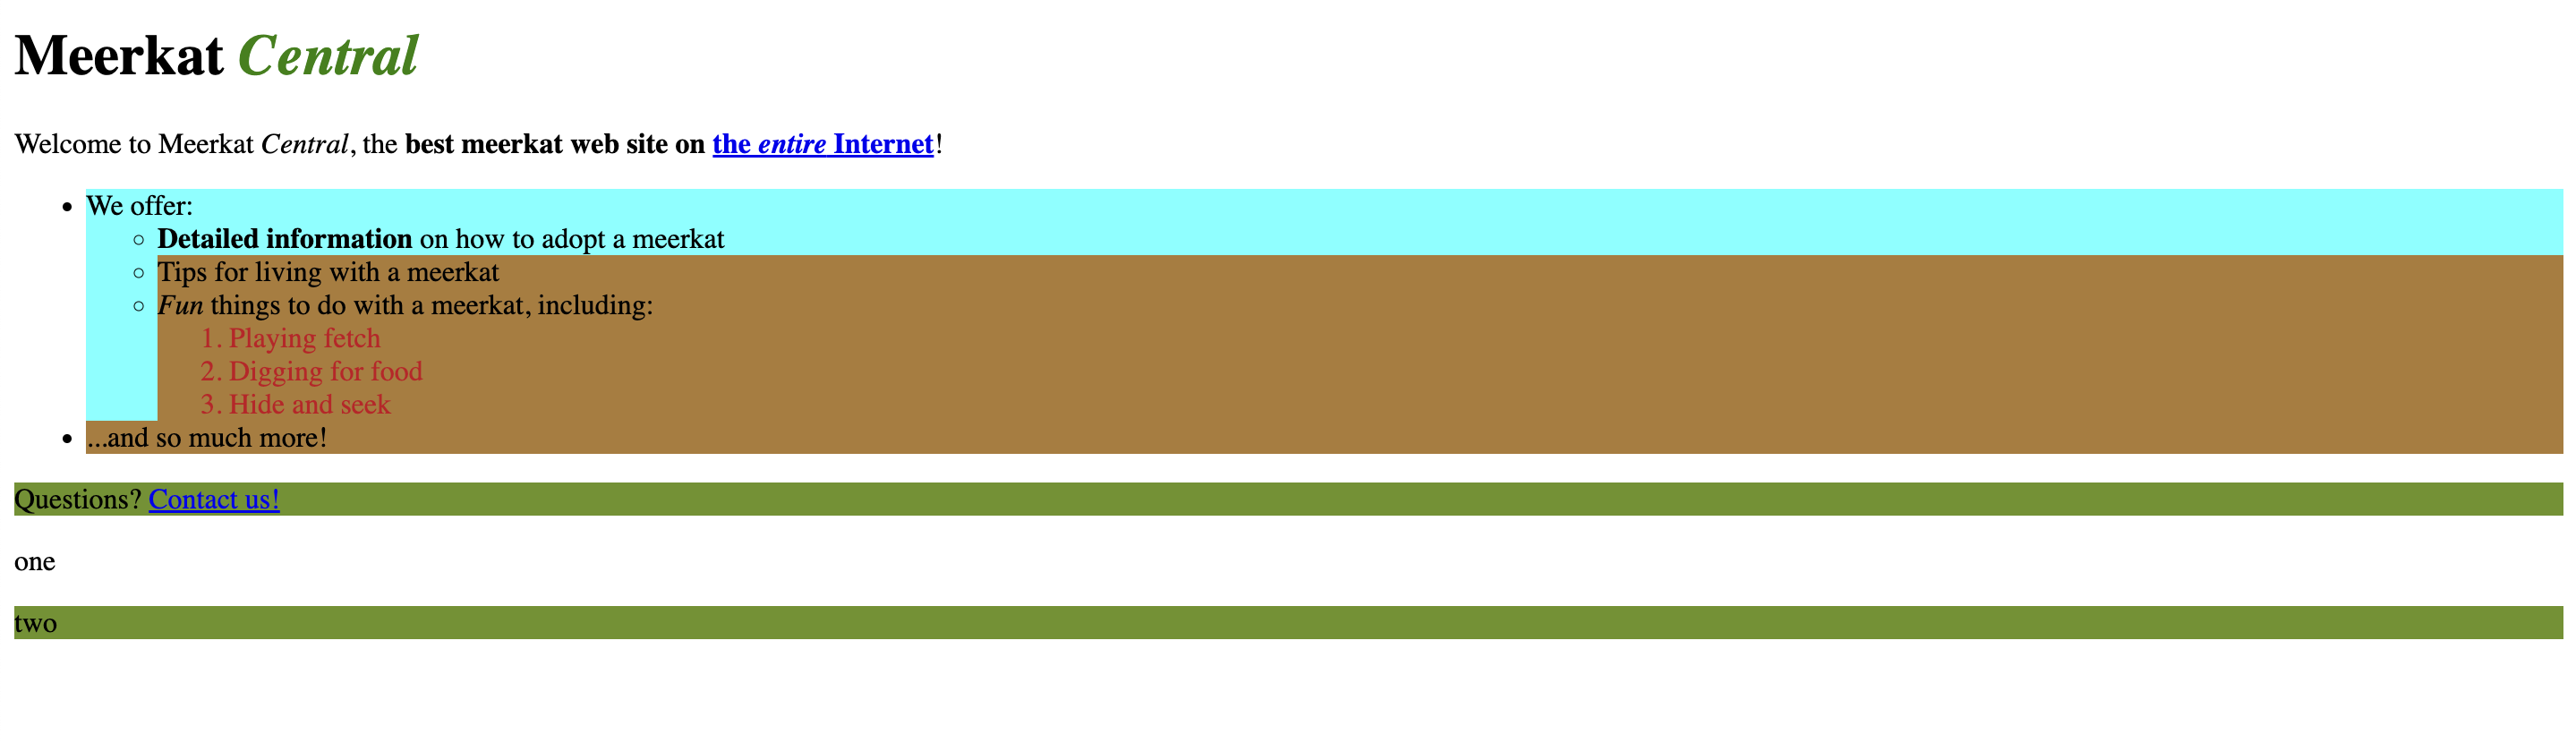 Meerkat Central
Welcome to Meerkat Central, the best meerkat web site on the entire Internet!
• We offer:
◦ Detailed information on how to adopt a meerkat
◦ Tips for living with a meerkat
◦ Fun things to do with a meerkat, including:
1. Playing fetch
2. Digging for food
3. Hide and seek
• ...and so much more!
Questions? Contact us!
one
two